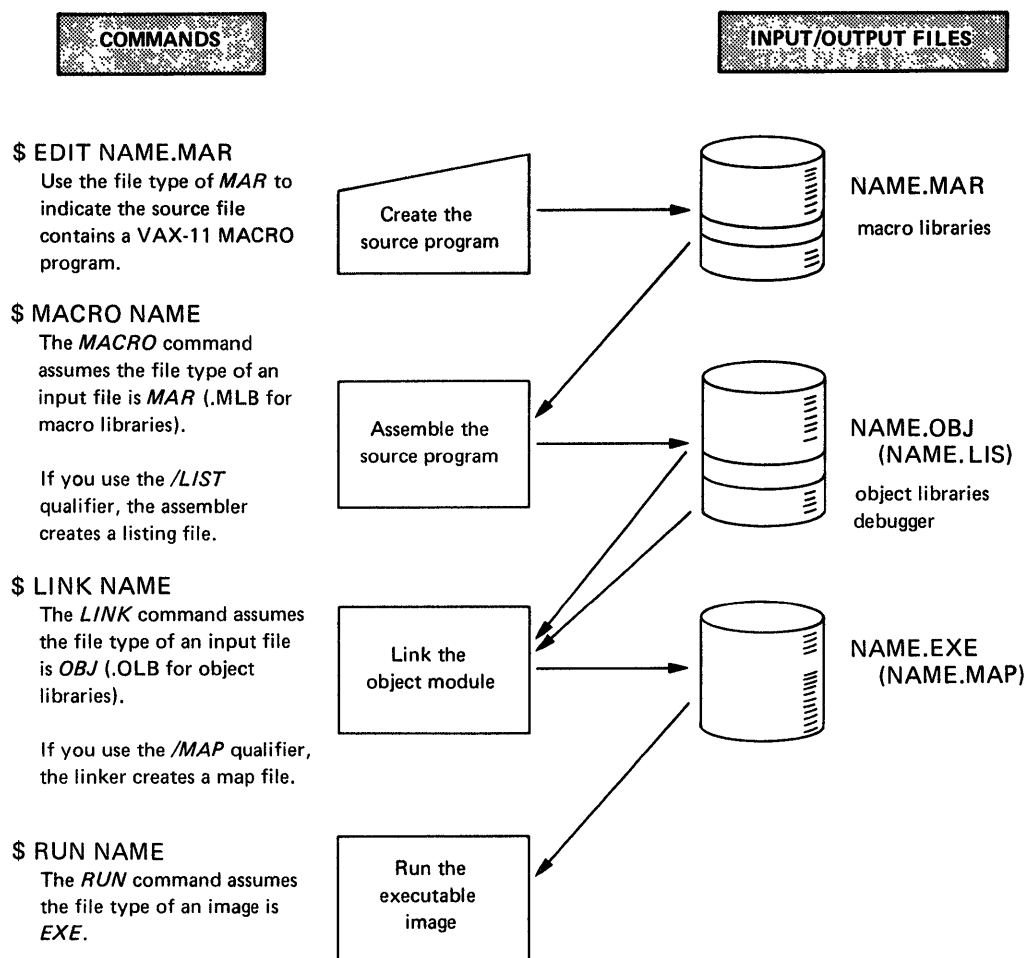 COMMANDS
INPUT/OUTPUT FILES
$ EDIT NAME.MAR
Use the file type of MAR to
indicate the source file
contains a VAX-11 MACRO
program.
Create the
source program
NAME.MAR
macro libraries
$ MACRO NAME
The MACRO command
assumes the file type of an
input file is MAR (.MLB for
macro libraries).
If you use the /LIST
qualifier, the assembler
creates a listing file.
Assemble the
source program
NAME.OBJ
(NAME.LIS)
object libraries
debugger
$ LINK NAME
The LINK command assumes
the file type of an input file
is OBJ (.OLB for object
libraries).
If you use the /MAP qualifier,
the linker creates a map file.
Link the
object module
NAME.EXE
(NAME.MAP)
$ RUN NAME
The RUN command assumes
the file type of an image is
EXE.
Run the
executable
image